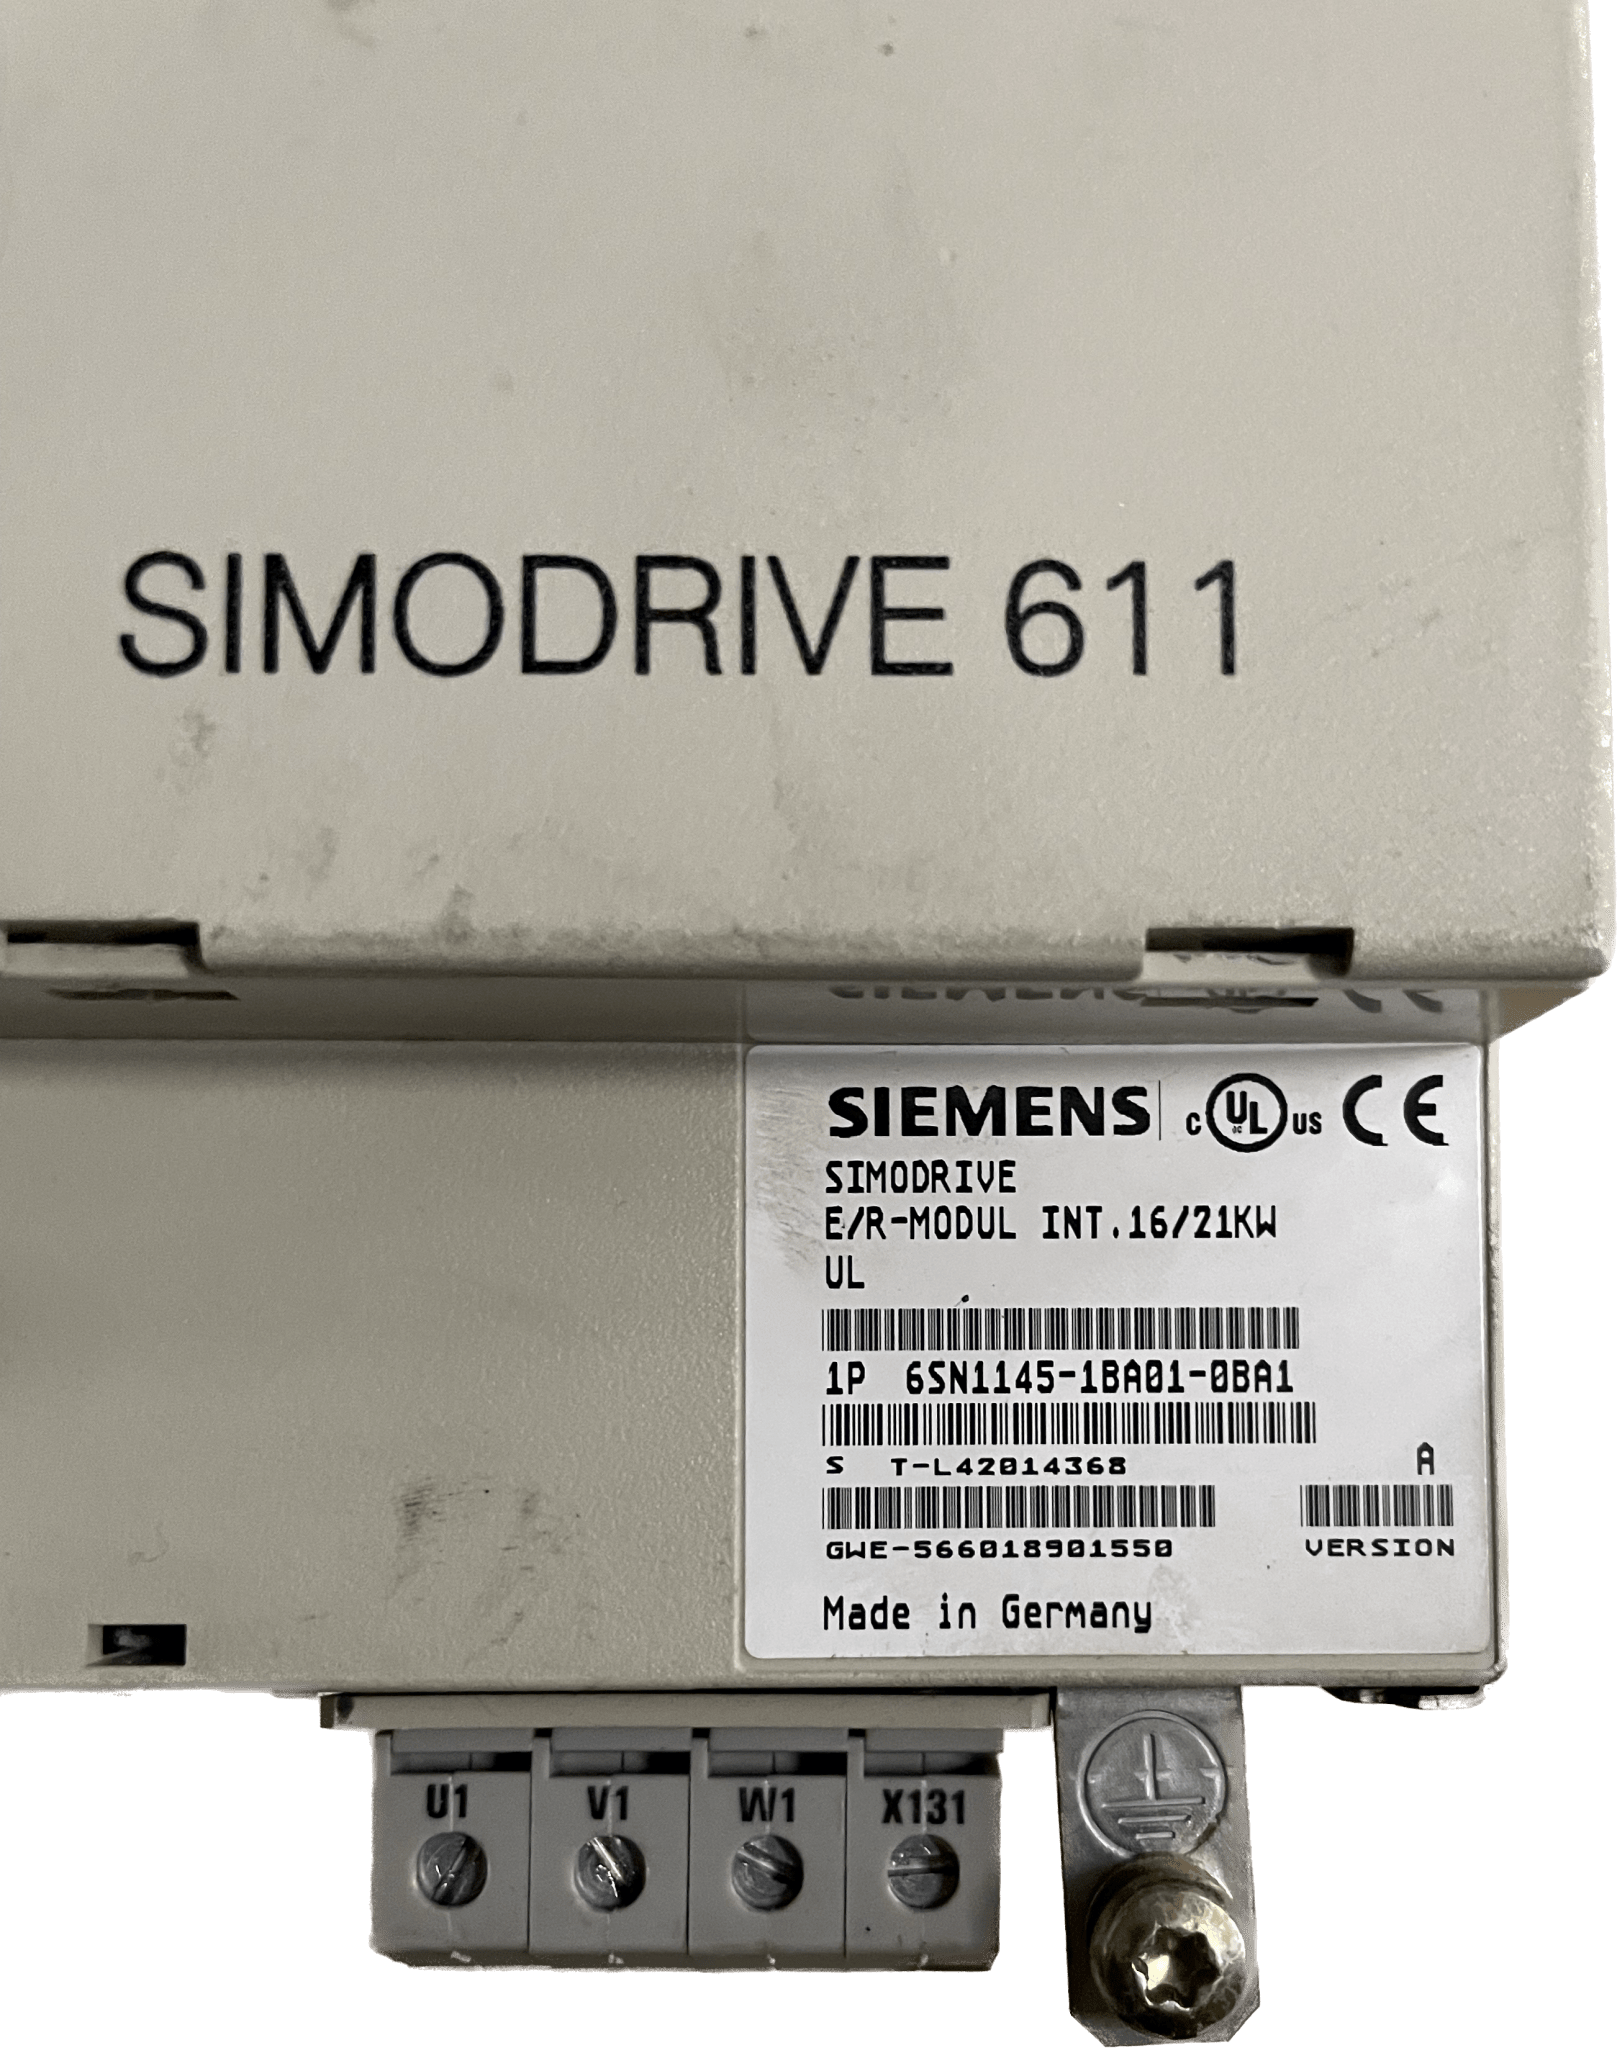 SIMODRIVE 611
SIEMENS c UL us CE
SIMODRIVE
E/R-MODUL INT.16/21KW
UL
1P 6SN1145-1BA01-0BA1
S T-L42014368 A
GWE-566018901550 VERSION
Made in Germany
U1 V1 W1 X131